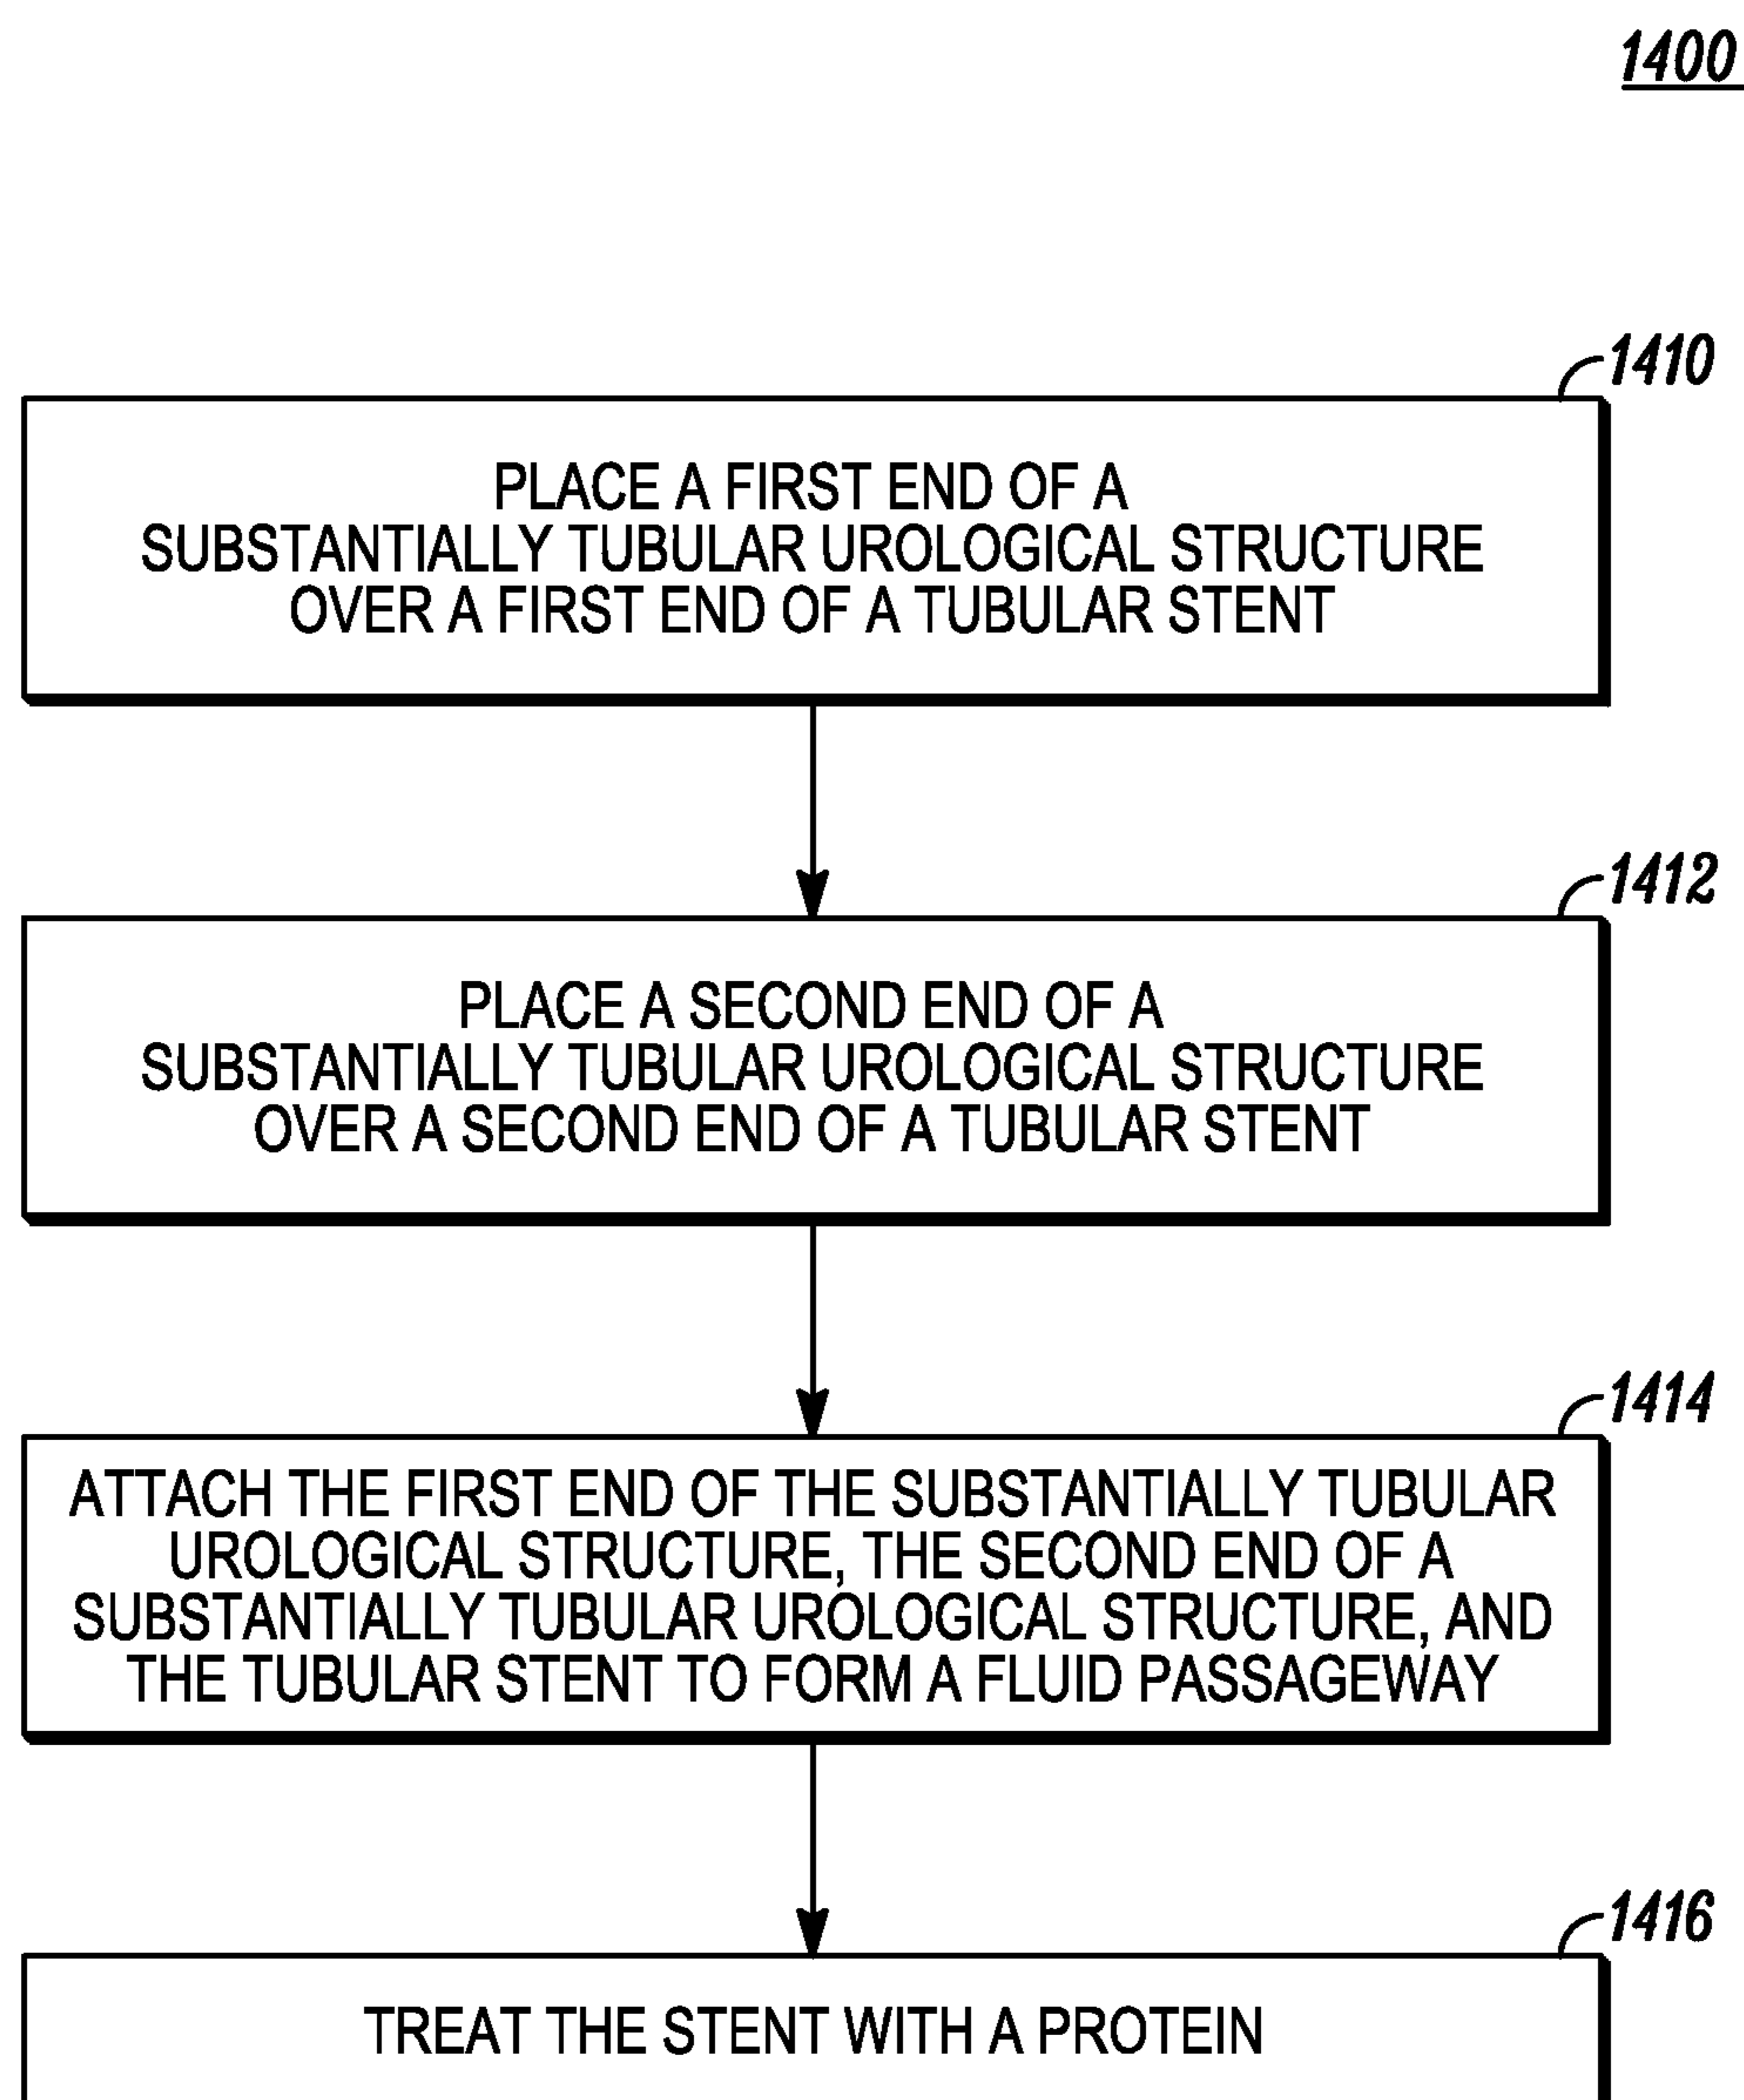 1400
1410
PLACE A FIRST END OF A
SUBSTANTIALLY TUBULAR UROLOGICAL STRUCTURE
OVER A FIRST END OF A TUBULAR STENT
1412
PLACE A SECOND END OF A
SUBSTANTIALLY TUBULAR UROLOGICAL STRUCTURE
OVER A SECOND END OF A TUBULAR STENT
1414
ATTACH THE FIRST END OF THE SUBSTANTIALLY TUBULAR
UROLOGICAL STRUCTURE, THE SECOND END OF A
SUBSTANTIALLY TUBULAR UROLOGICAL STRUCTURE, AND
THE TUBULAR STENT TO FORM A FLUID PASSAGEWAY
1416
TREAT THE STENT WITH A PROTEIN